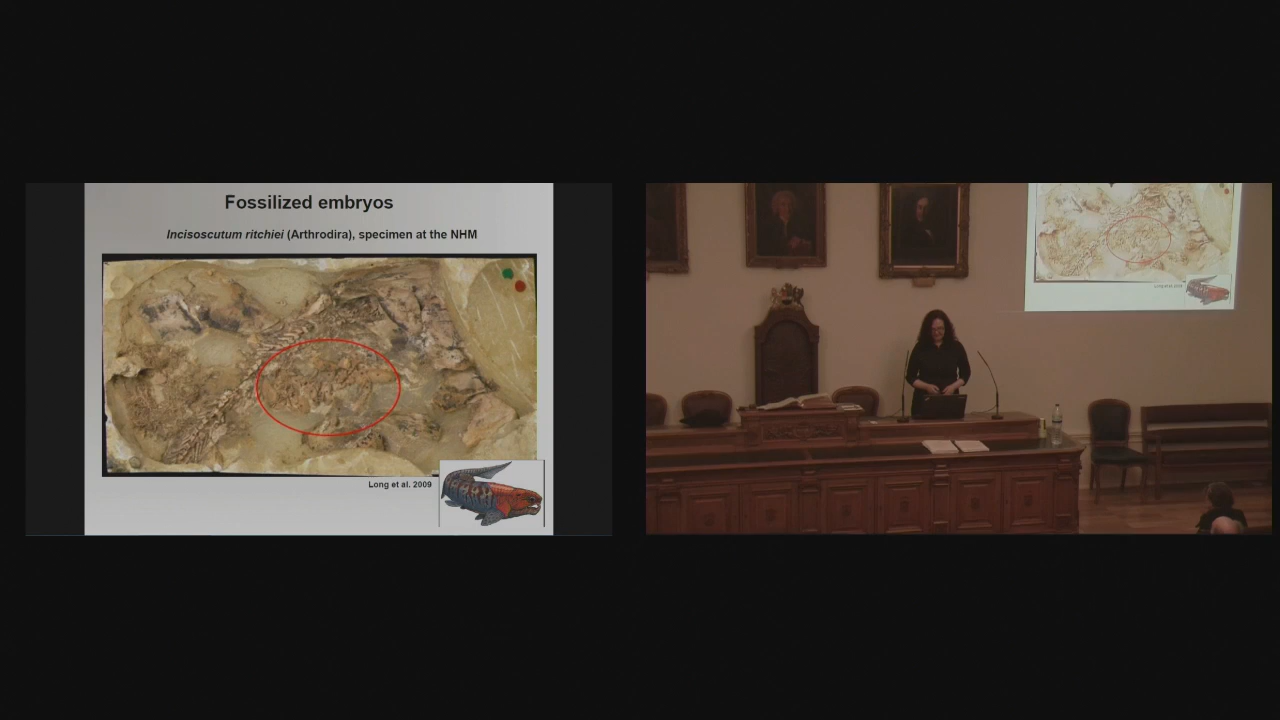 Fossilized embryos
Incisoscutum ritchiei (Arthrodira), specimen at the NHM
Long et al. 2009